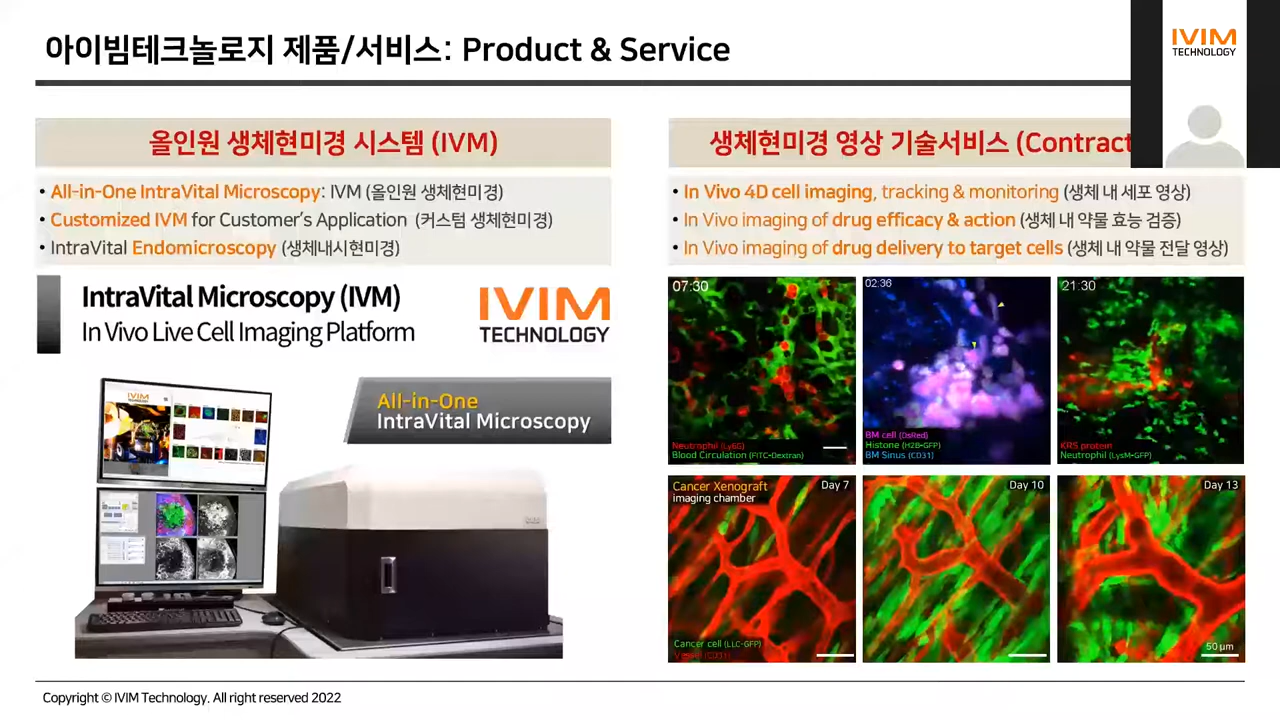 아이빔테크놀로지 제품/서비스: Product & Service
IVIM
TECHNOLOGY
올인원 생체현미경 시스템 (IVM)
• All-in-One IntraVital Microscopy: IVM (올인원 생체현미경)
• Customized IVM for Customer's Application (커스텀 생체현미경)
• IntraVital Endomicroscopy (생체내시현미경)
IntraVital Microscopy (IVM)
In Vivo Live Cell Imaging Platform
IVIM
TECHNOLOGY
All-in-One
IntraVital Microscopy
IVIM
TECHNOLOGY
생체현미경 영상 기술서비스 (Contract
• In Vivo 4D cell imaging, tracking & monitoring (생체 내 세포 영상)
• In Vivo imaging of drug efficacy & action (생체 내 약물 효능 검증)
• In Vivo imaging of drug delivery to target cells (생체 내 약물 전달 영상)
07:30
Neutrophil (Ly6G)
Blood Circulation (FITC-Dextran)
02:36
BM cell (DsRed)
Histone (H2B-GFP)
BM Sinus (CD31)
21:30
KRS protein
Neutrophil (LysM-GFP)
Cancer Xenograft
imaging chamber
Day 7
Cancer cell (LLC-GFP)
Vessel (CD31)
Day 10
Day 13
50 µm
Copyright © IVIM Technology. All right reserved 2022